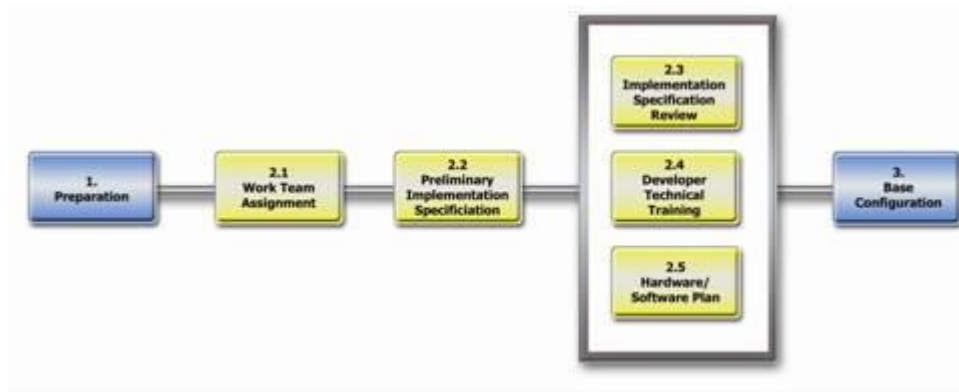 1.
Preparation
2.1
Work Team
Assignment
2.2
Preliminary
Implementation
Specificiation
2.3
Implementation
Specification
Review
2.4
Developer
Technical
Training
2.5
Hardware/
Software Plan
3.
Base
Configuration